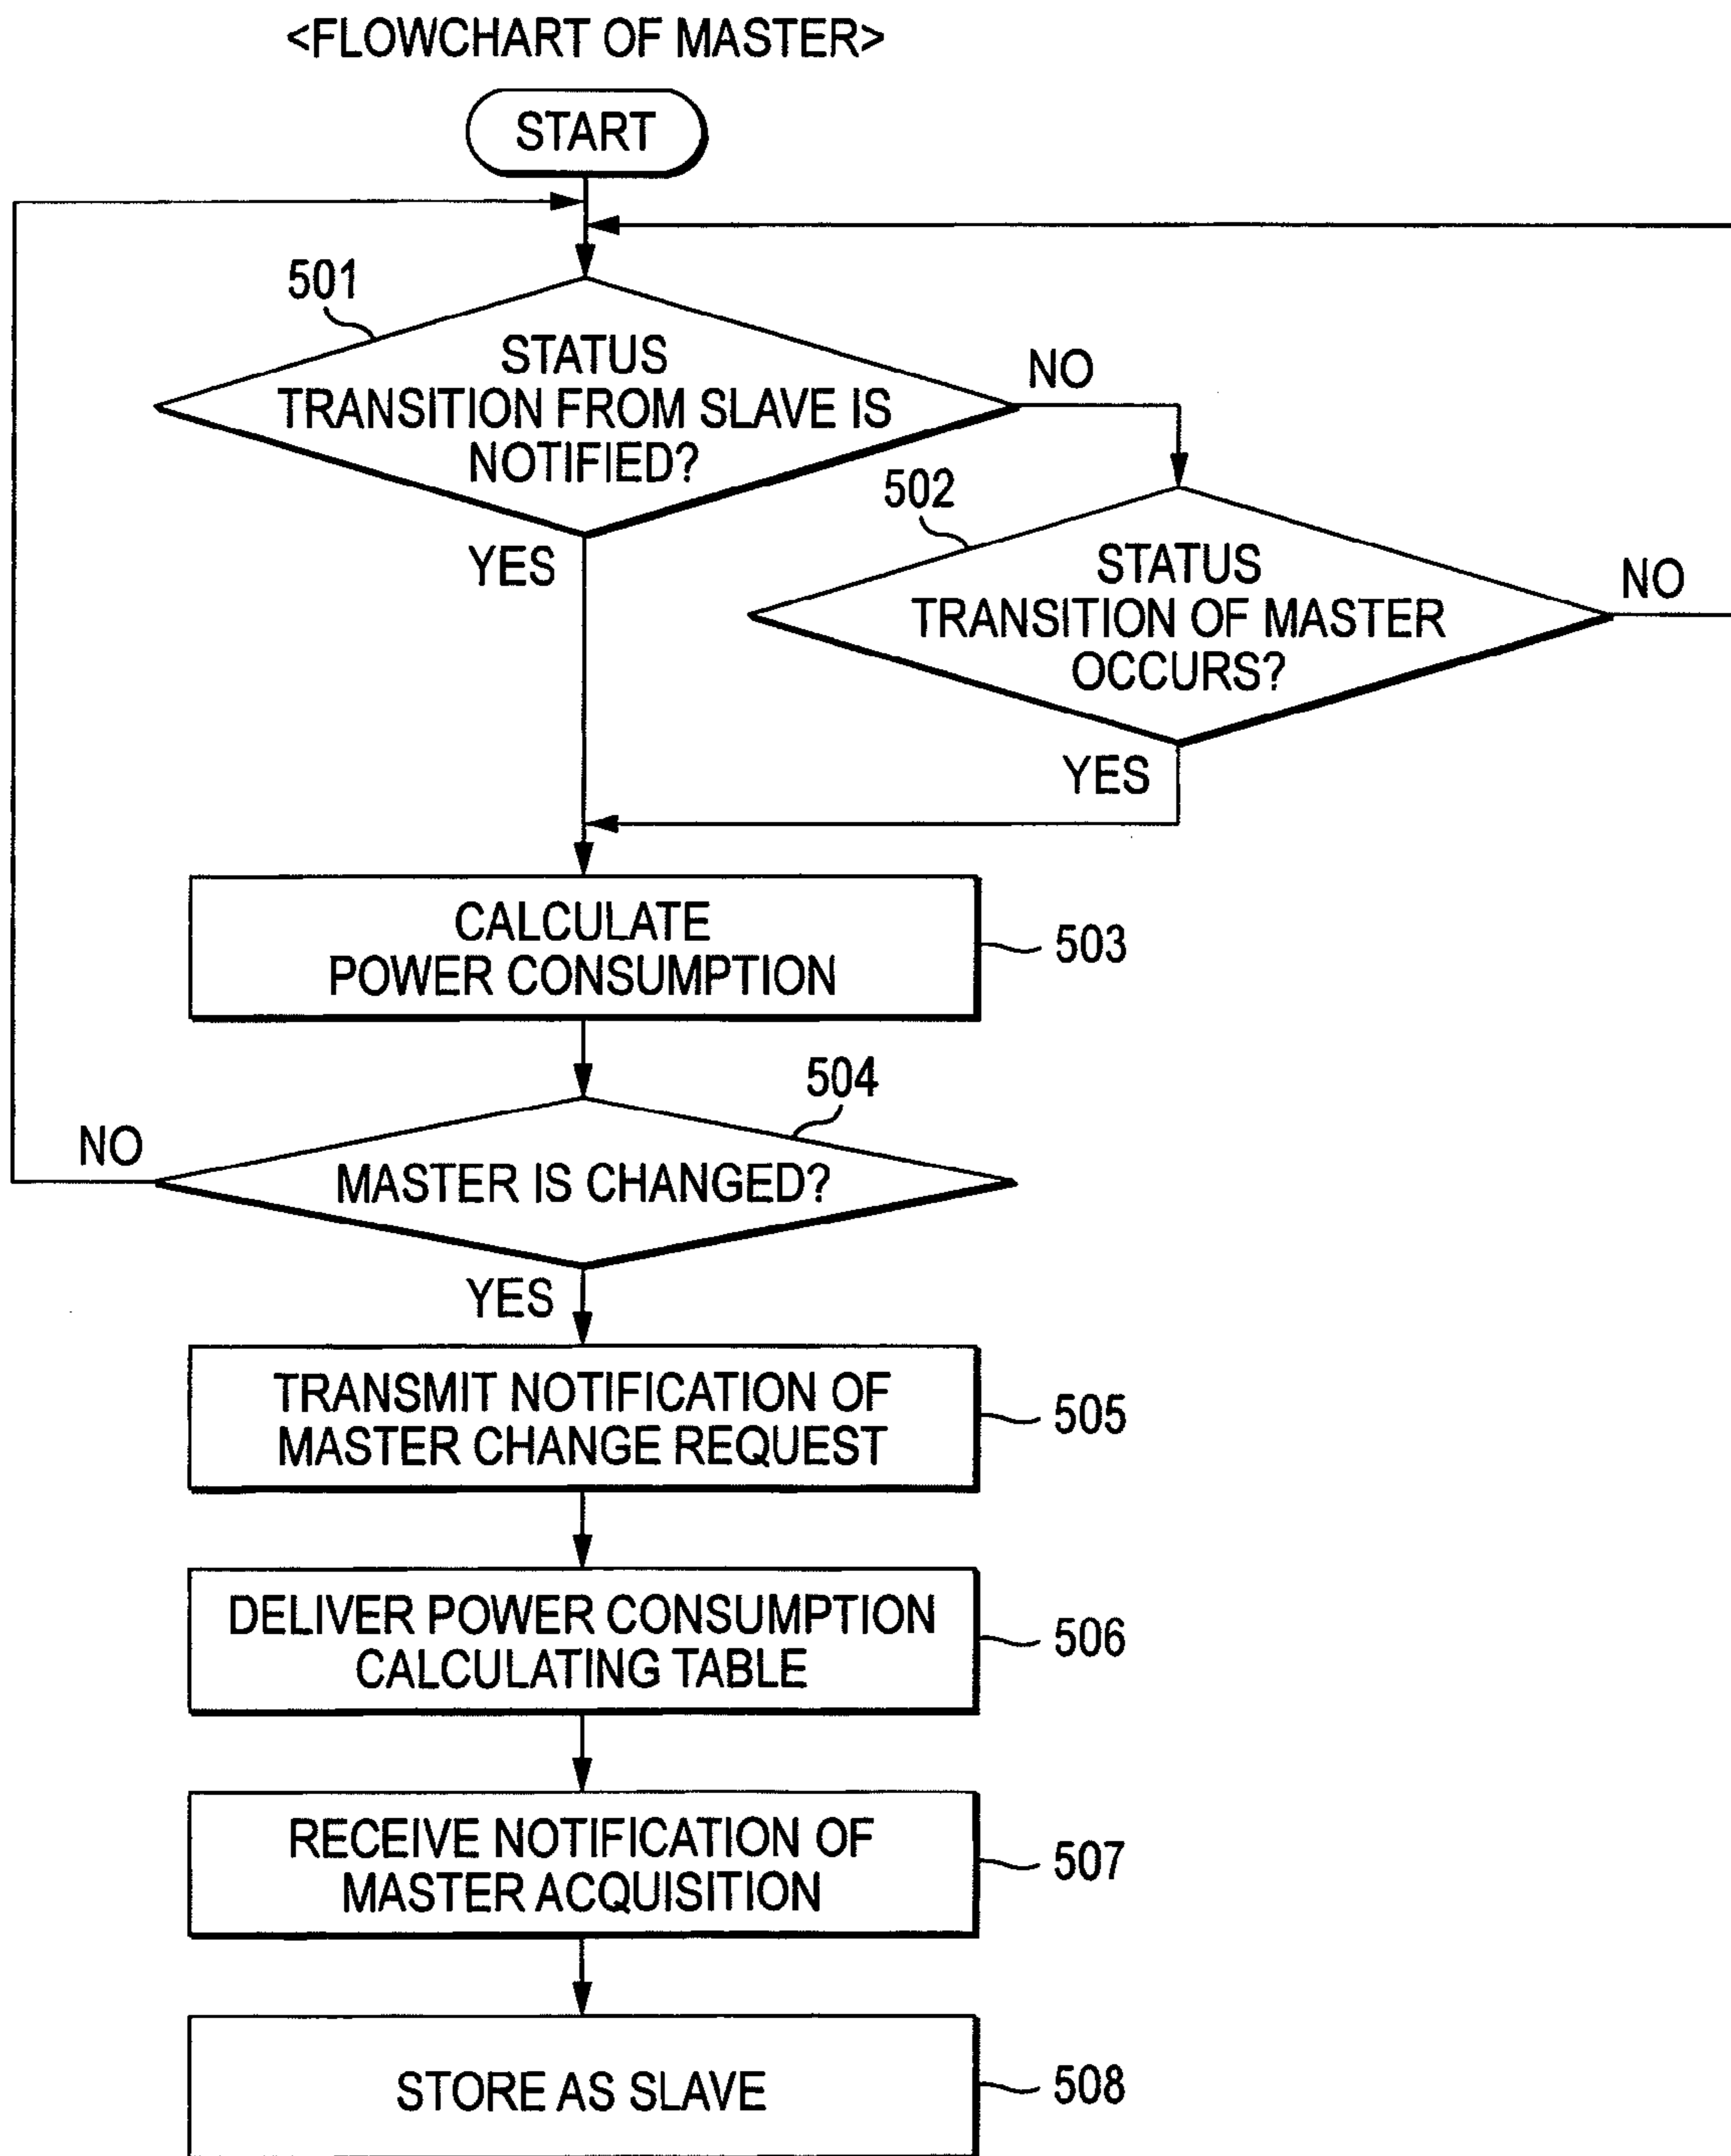 <FLOWCHART OF MASTER>
START
501
STATUS
TRANSITION FROM SLAVE IS
NOTIFIED?
NO
YES
502
STATUS
TRANSITION OF MASTER
OCCURS?
NO
YES
CALCULATE
POWER CONSUMPTION
503
504
MASTER IS CHANGED?
NO
YES
TRANSMIT NOTIFICATION OF
MASTER CHANGE REQUEST
505
DELIVER POWER CONSUMPTION
CALCULATING TABLE
506
RECEIVE NOTIFICATION OF
MASTER ACQUISITION
507
STORE AS SLAVE
508